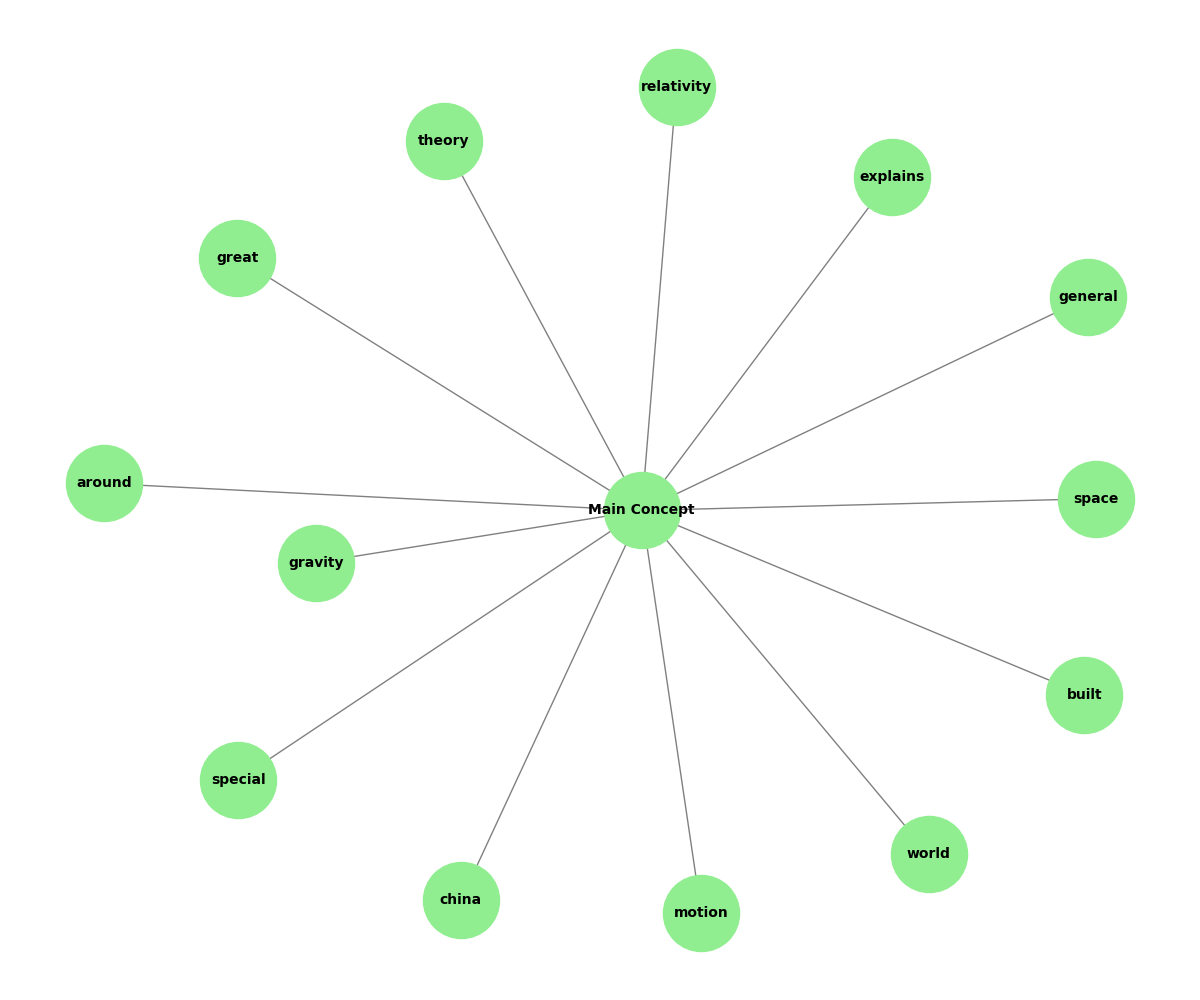 relativity
theory
explains
great
general
around
space
Main Concept
gravity
built
special
world
china
motion